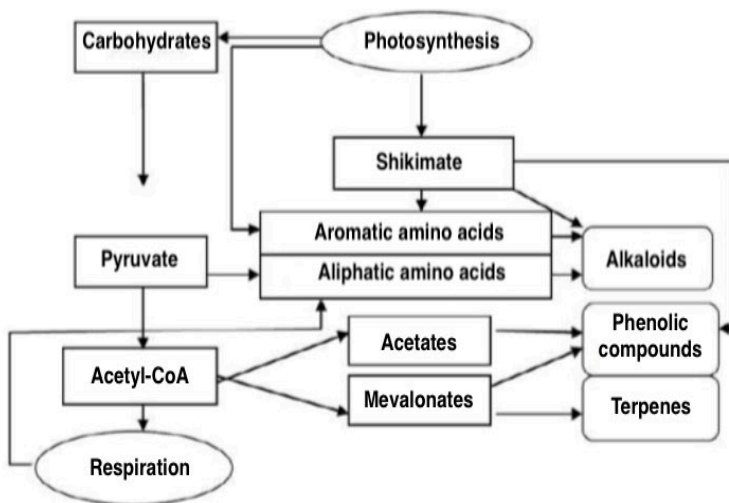 Carbohydrates
Photosynthesis
Shikimate
Aromatic amino acids
Pyruvate
Aliphatic amino acids
Alkaloids
Acetates
Phenolic
compounds
Acetyl-CoA
Mevalonates
Terpenes
Respiration